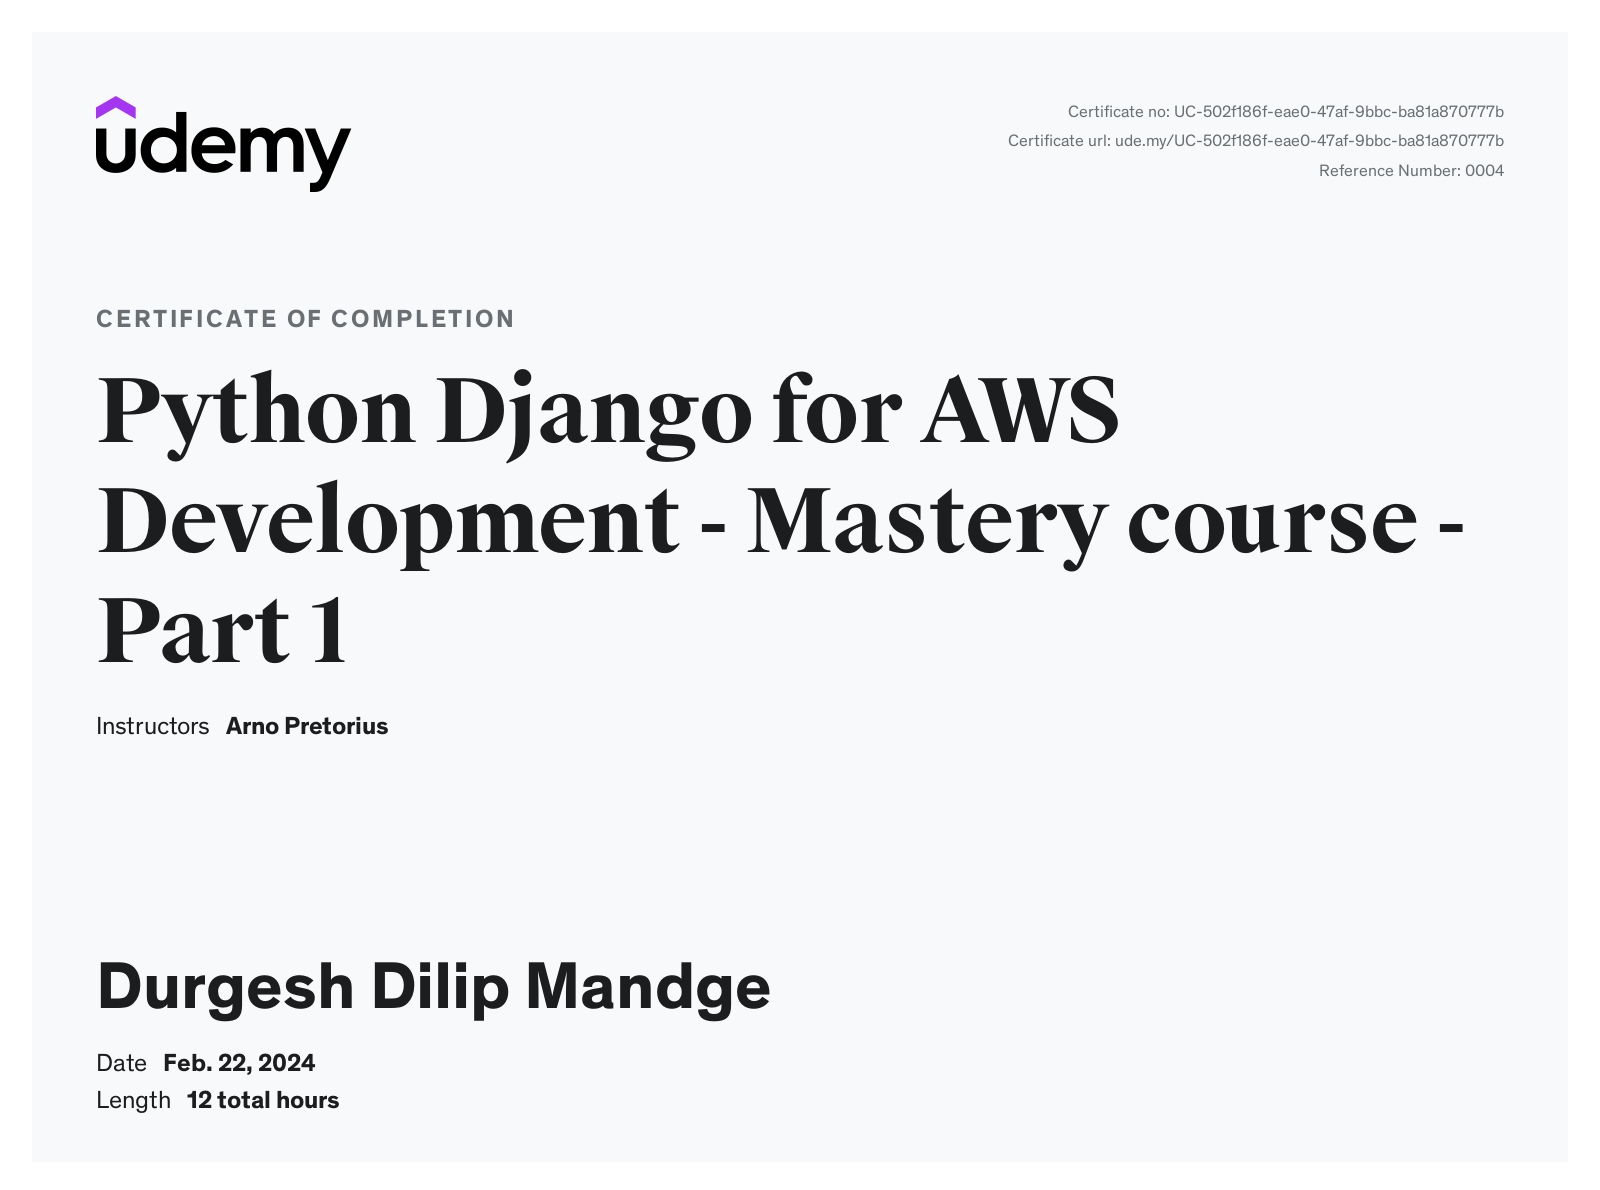 udemy
Certificate no: UC-502f186f-eae0-47af-9bbc-ba81a870777b
Certificate url: ude.my/UC-502f186f-eae0-47af-9bbc-ba81a870777b
Reference Number: 0004
CERTIFICATE OF COMPLETION
Python Django for AWS
Development - Mastery course -
Part 1
Instructors Arno Pretorius
Durgesh Dilip Mandge
Date Feb. 22, 2024
Length 12 total hours